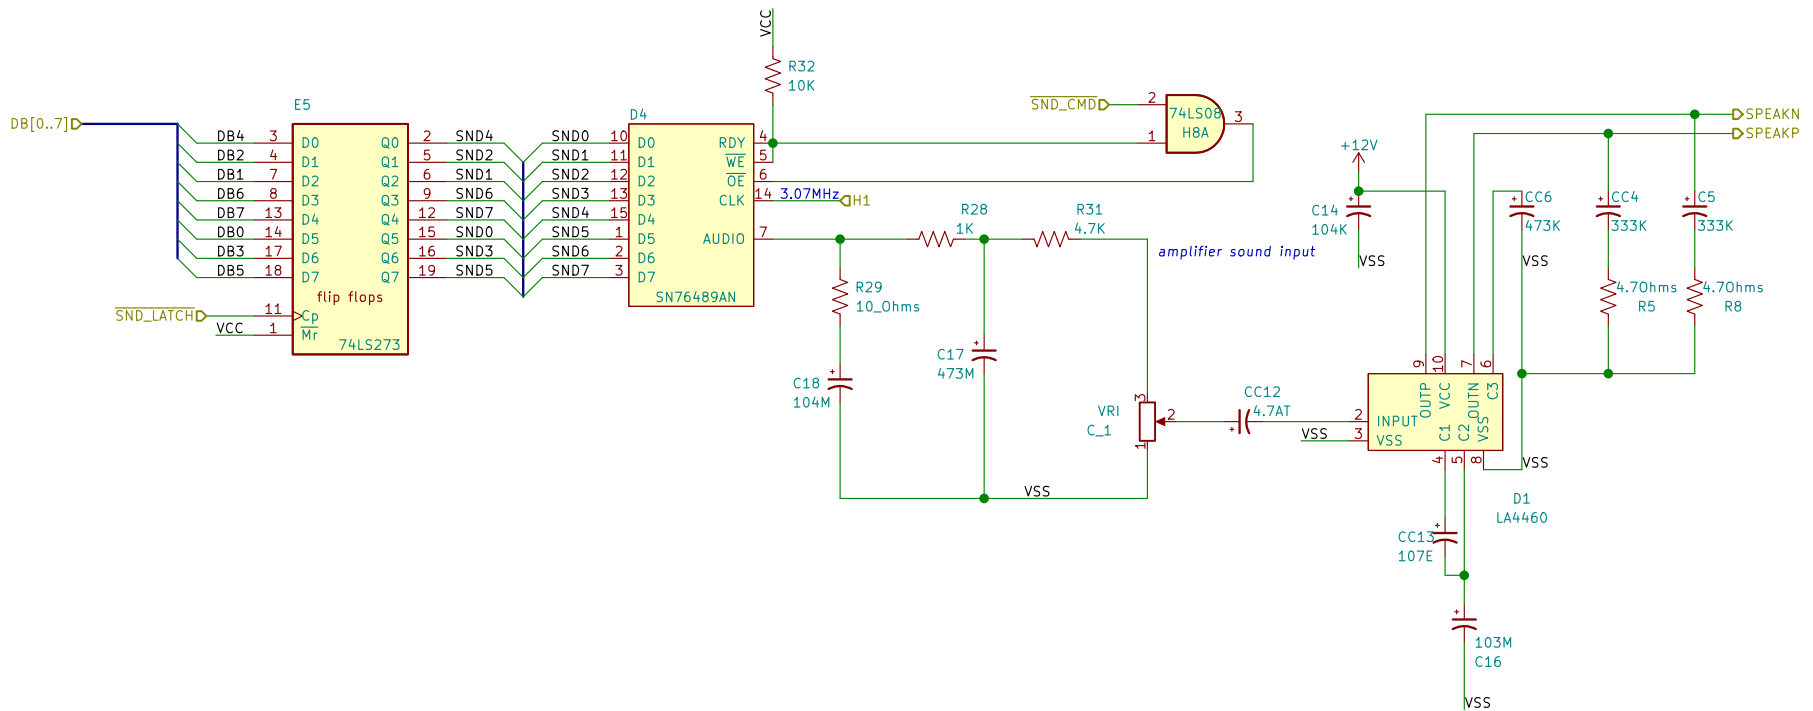 DB[0..7]
E5
DB4 3 D0 Q0 2 SND4
DB2 4 D1 Q1 5 SND2
DB1 7 D2 Q2 6 SND1
DB6 8 D3 Q3 9 SND6
DB7 13 D4 Q4 12 SND7
DB0 14 D5 Q5 15 SND0
DB3 17 D6 Q6 16 SND3
DB5 18 D7 Q7 19 SND5
flip flops
SND_LATCH 11 Cp
VCC 1 Mr
74LS273
D4
SND0 10 D0 RDY 4
SND1 11 D1 WE 5
SND2 12 D2 OE 6
SND3 13 D3 CLK 14 3.07MHz H1
SND4 15 D4
SND5 1 D5 AUDIO 7
SND6 2 D6
SND7 3 D7
SN76489AN
VCC
R32
10K
SND_CMD 2
1
74LS08
H8A
3
R28
1K
R31
4.7K
R29
10_Ohms
C18
104M
C17
473M
VSS
amplifier sound input
VRI
C_1
3
2
1
CC12
4.7AT
+12V
C14
104K
VSS
SPEAKN
SPEAKP
CC6
473K
VSS
CC4
333K
C5
333K
4.7Ohms
R5
4.7Ohms
R8
9 10 7 6
OUTP VCC OUTN C3
2 INPUT
VSS 3 VSS
C1 C2 VSS
4 5 8
VSS
D1
LA4460
CC13
107E
103M
C16
VSS